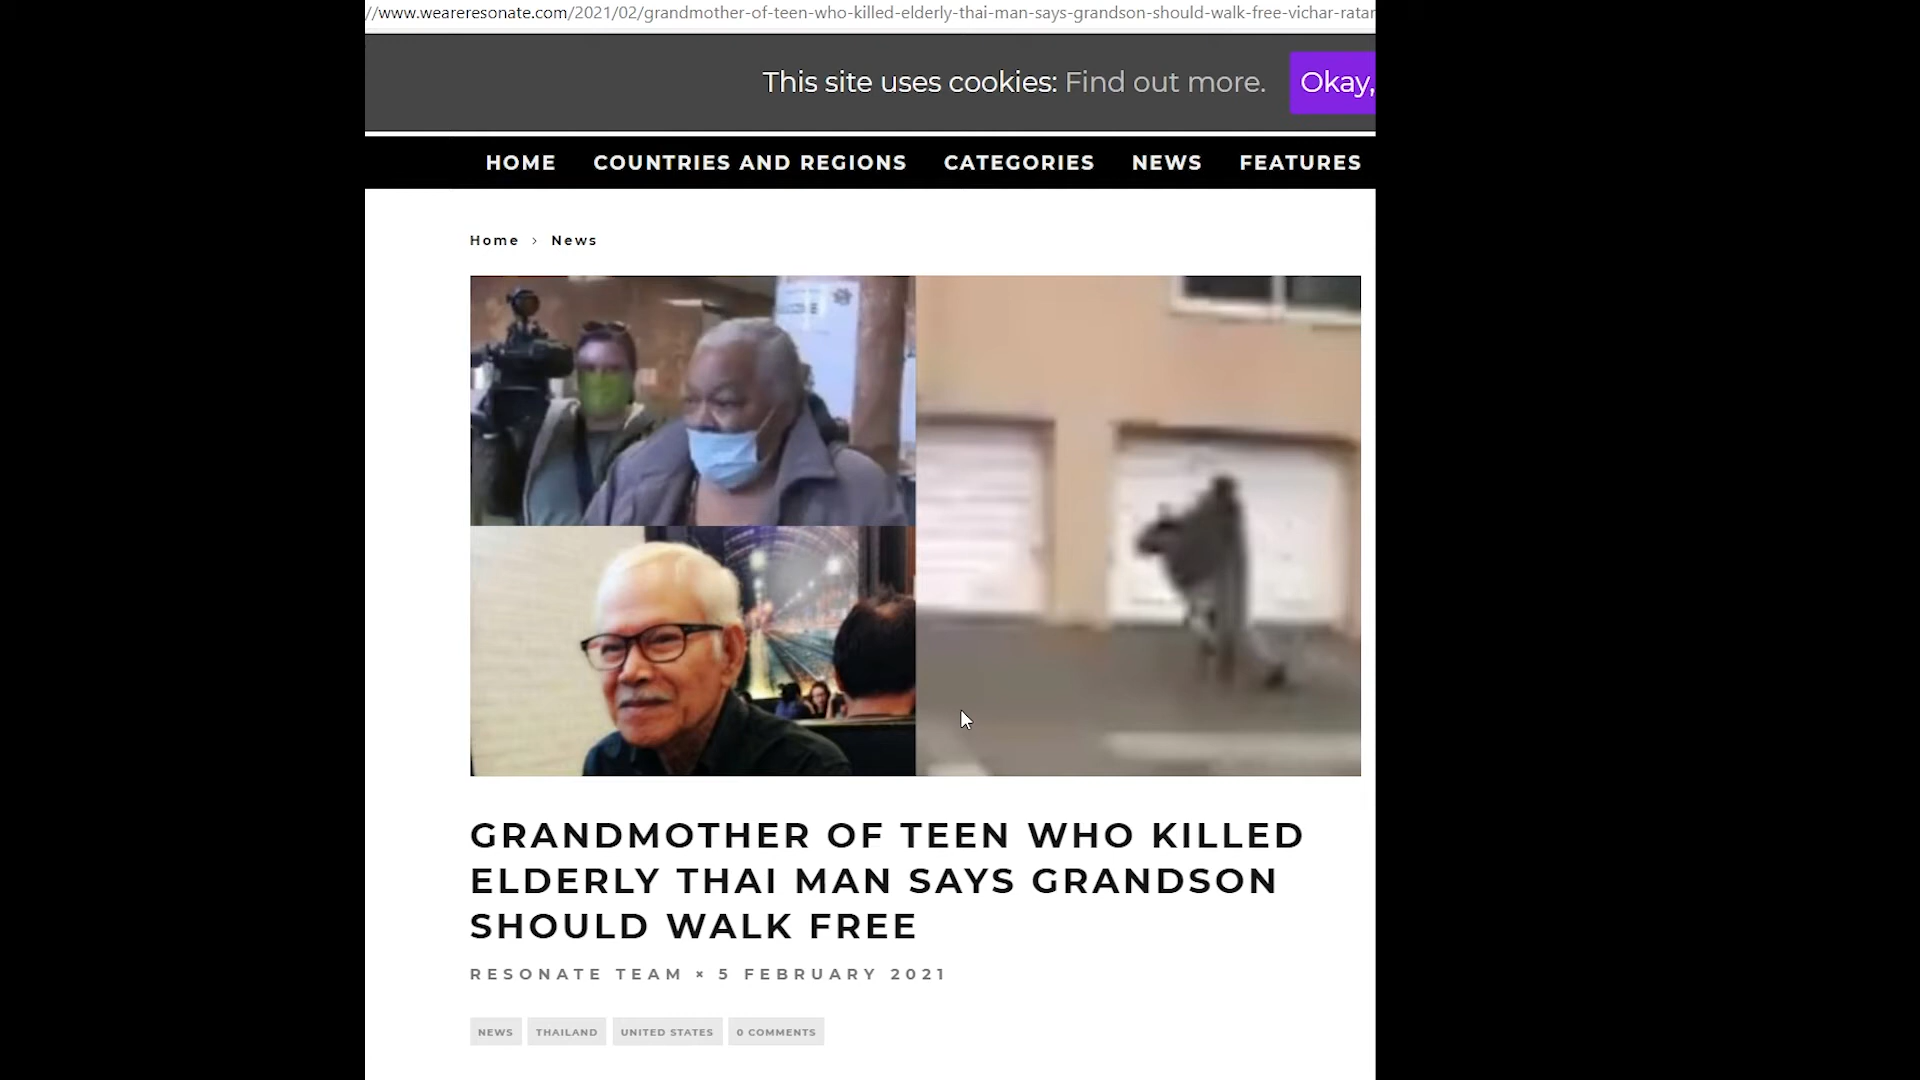 //www.weareresonate.com/2021/02/grandmother-of-teen-who-killed-elderly-thai-man-says-grandson-should-walk-free-vichar-ratar
This site uses cookies: Find out more.
Okay,
HOME COUNTRIES AND REGIONS CATEGORIES NEWS FEATURES
Home > News
GRANDMOTHER OF TEEN WHO KILLED
ELDERLY THAI MAN SAYS GRANDSON
SHOULD WALK FREE
RESONATE TEAM × 5 FEBRUARY 2021
NEWS THAILAND UNITED STATES 0 COMMENTS